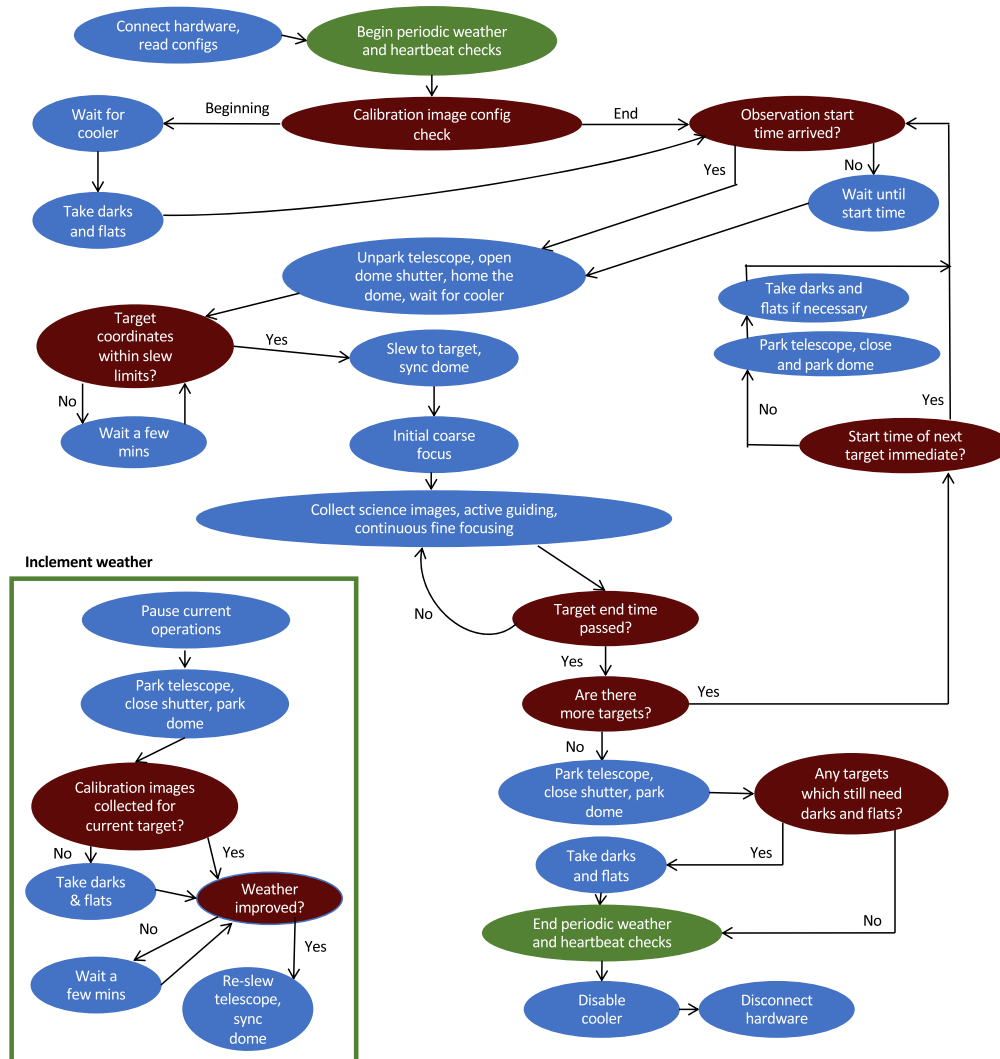 Connect hardware,
read configs
Begin periodic weather
and heartbeat checks
Beginning
Calibration image config
check
End
Observation start
time arrived?
Wait for
cooler
Yes
No
Take darks
and flats
Wait until
start time
Unpark telescope, open
dome shutter, home the
dome, wait for cooler
Take darks and
flats if necessary
Target
coordinates
within slew
limits?
Yes
Slew to target,
sync dome
Park telescope, close
and park dome
No
Yes
No
Wait a few
mins
Initial coarse
focus
Start time of next
target immediate?
Collect science images, active guiding,
continuous fine focusing
No
Target end time
passed?
Yes
Are there
more targets?
Yes
No
Park telescope,
close shutter, park
dome
Any targets
which still need
darks and flats?
Yes
Take darks
and flats
No
End periodic weather
and heartbeat checks
Disable
cooler
Disconnect
hardware
Inclement weather
Pause current
operations
Park telescope,
close shutter, park
dome
Calibration images
collected for
current target?
No
Yes
Take darks
& flats
Weather
improved?
No
Yes
Wait a
few mins
Re-slew
telescope,
sync
dome